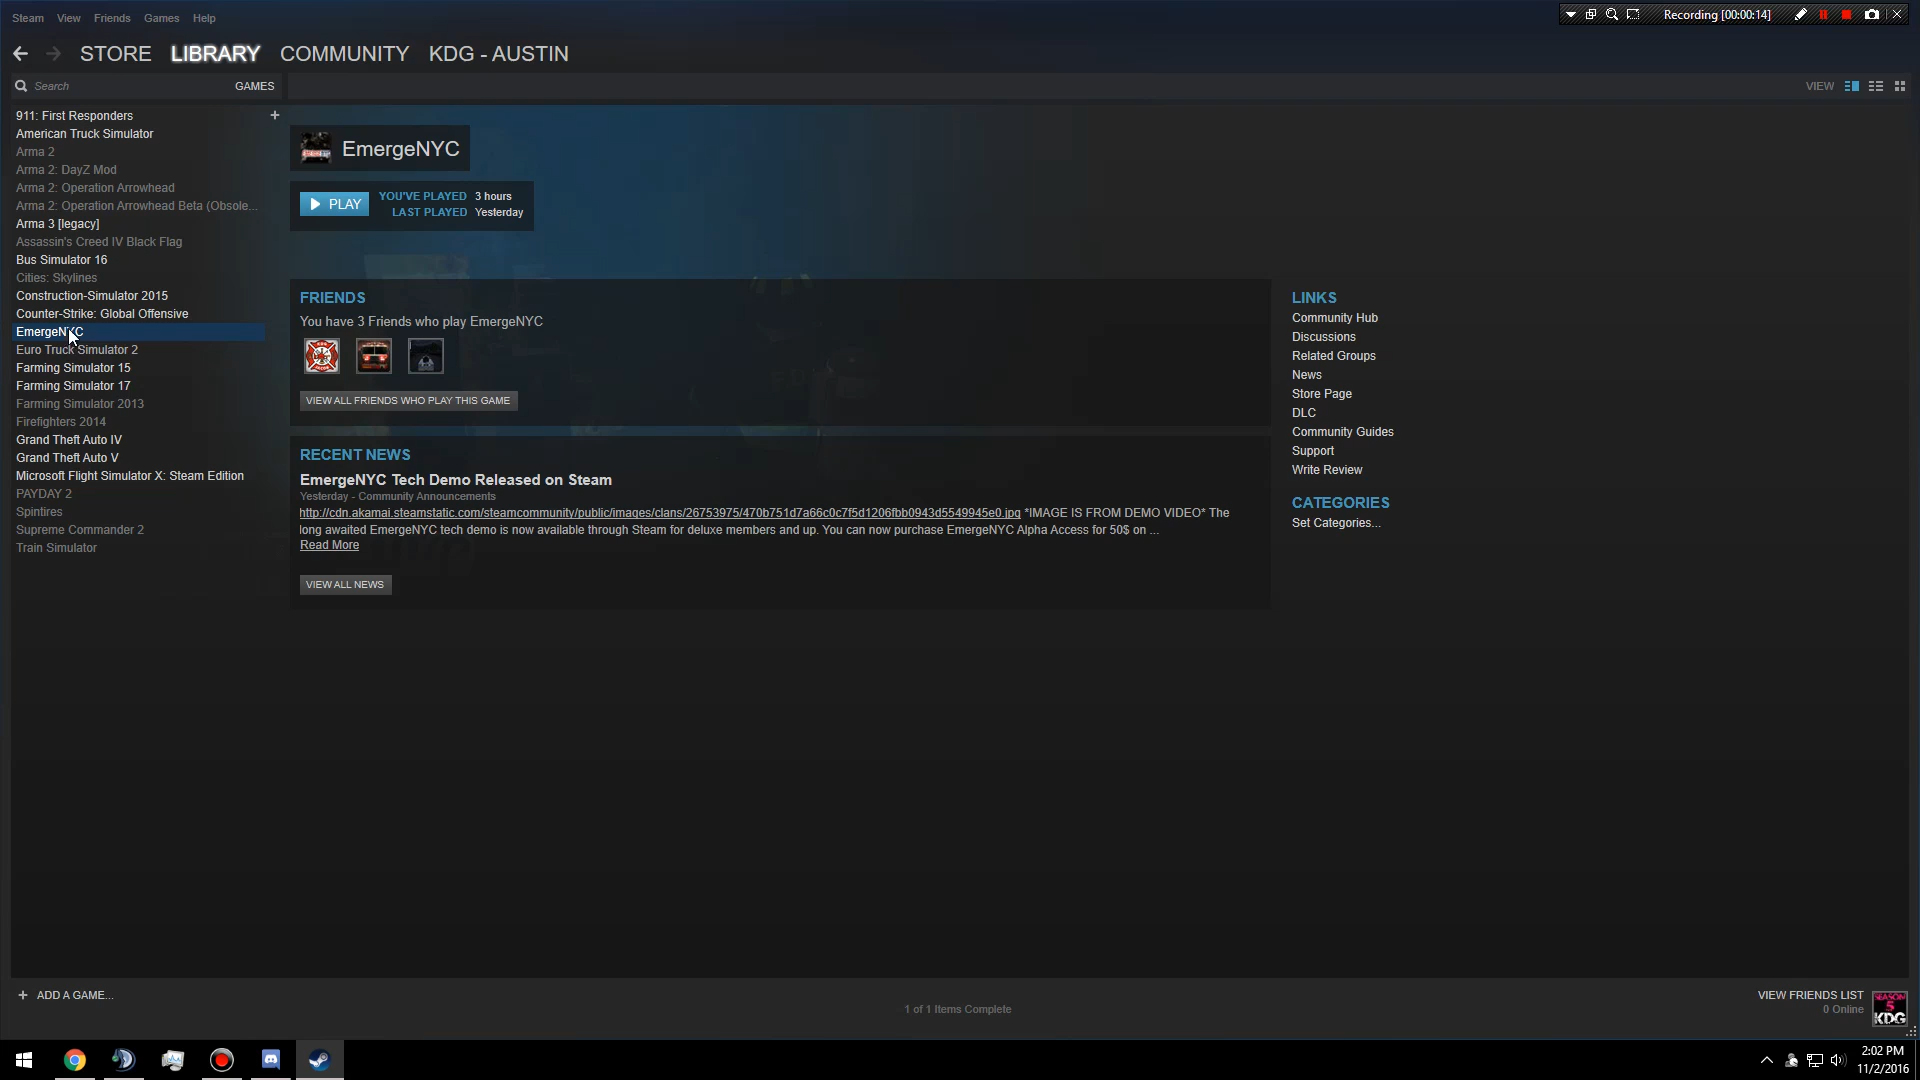 Steam View Friends Games Help
Recording [00:00:14]
STORE LIBRARY COMMUNITY KDG - AUSTIN
Search GAMES
VIEW
911: First Responders
American Truck Simulator
Arma 2
Arma 2: DayZ Mod
Arma 2: Operation Arrowhead
Arma 2: Operation Arrowhead Beta (Obsole...
Arma 3 [legacy]
Assassin's Creed IV Black Flag
Bus Simulator 16
Cities: Skylines
Construction-Simulator 2015
Counter-Strike: Global Offensive
EmergeNYC
Euro Truck Simulator 2
Farming Simulator 15
Farming Simulator 17
Farming Simulator 2013
Firefighters 2014
Grand Theft Auto IV
Grand Theft Auto V
Microsoft Flight Simulator X: Steam Edition
PAYDAY 2
Spintires
Supreme Commander 2
Train Simulator
EmergeNYC
PLAY
YOU'VE PLAYED 3 hours
LAST PLAYED Yesterday
FRIENDS
You have 3 Friends who play EmergeNYC
VIEW ALL FRIENDS WHO PLAY THIS GAME
RECENT NEWS
EmergeNYC Tech Demo Released on Steam
Yesterday - Community Announcements
http://cdn.akamai.steamstatic.com/steamcommunity/public/images/clans/26753975/470b751d7a66c0c7f5d1206fbb0943d5549945e0.jpg *IMAGE IS FROM DEMO VIDEO* The
long awaited EmergeNYC tech demo is now available through Steam for deluxe members and up. You can now purchase EmergeNYC Alpha Access for 50$ on ...
Read More
VIEW ALL NEWS
LINKS
Community Hub
Discussions
Related Groups
News
Store Page
DLC
Community Guides
Support
Write Review
CATEGORIES
Set Categories...
+ ADD A GAME...
1 of 1 Items Complete
VIEW FRIENDS LIST
0 Online
SEASON
5
KDG
2:02 PM
11/2/2016